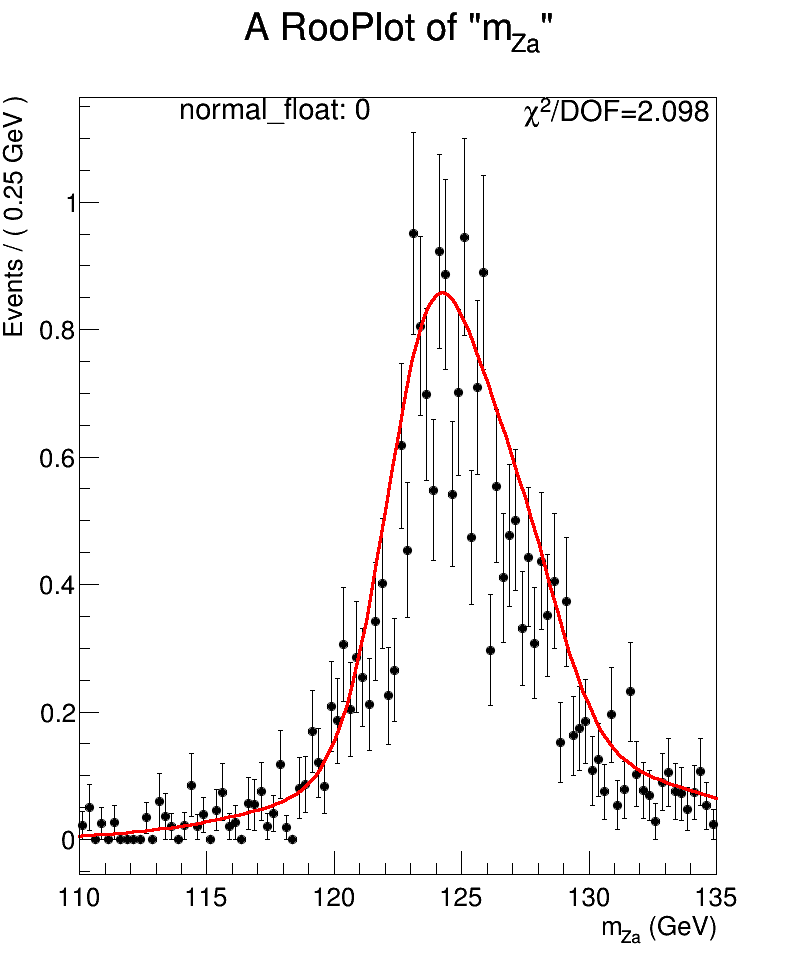 A RooPlot of "m_Za"
normal_float: 0
χ²/DOF=2.098
Events / ( 0.25 GeV )
1
0.8
0.6
0.4
0.2
0
110 115 120 125 130 135
m_Za (GeV)